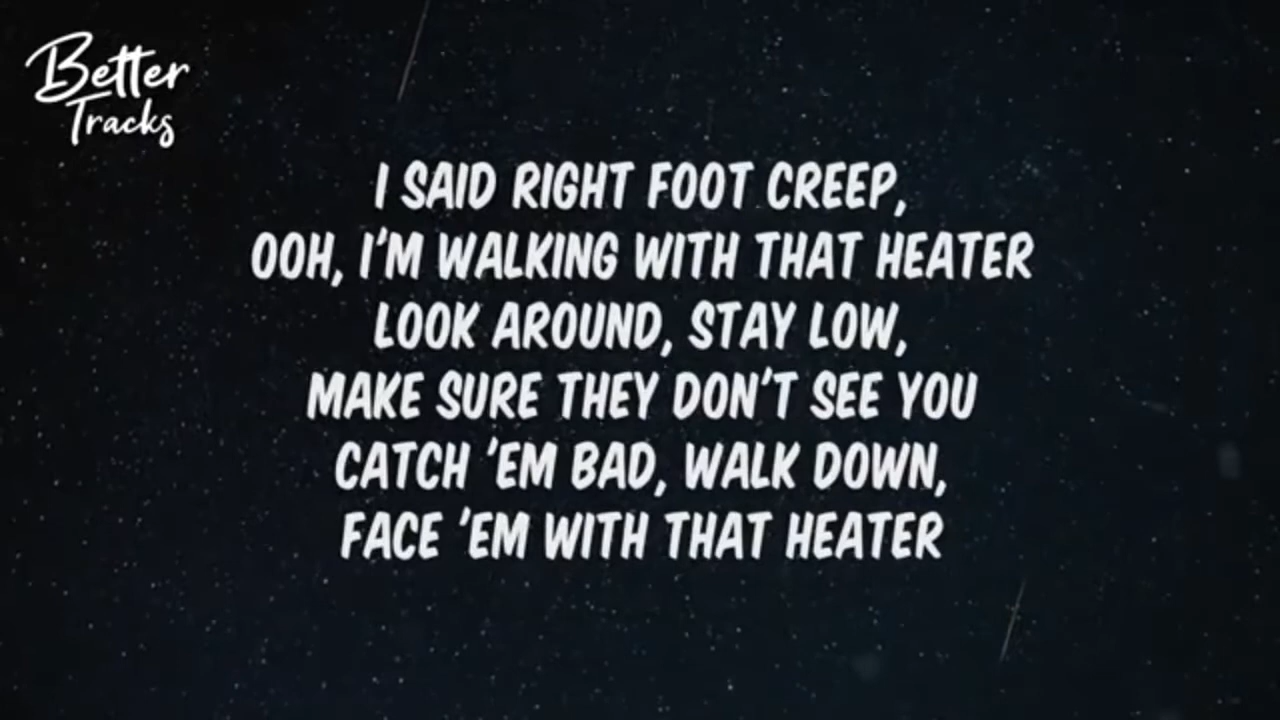 Better
Tracks
I SAID RIGHT FOOT CREEP,
OOH, I'M WALKING WITH THAT HEATER
LOOK AROUND, STAY LOW,
MAKE SURE THEY DON'T SEE YOU
CATCH 'EM BAD, WALK DOWN,
FACE 'EM WITH THAT HEATER